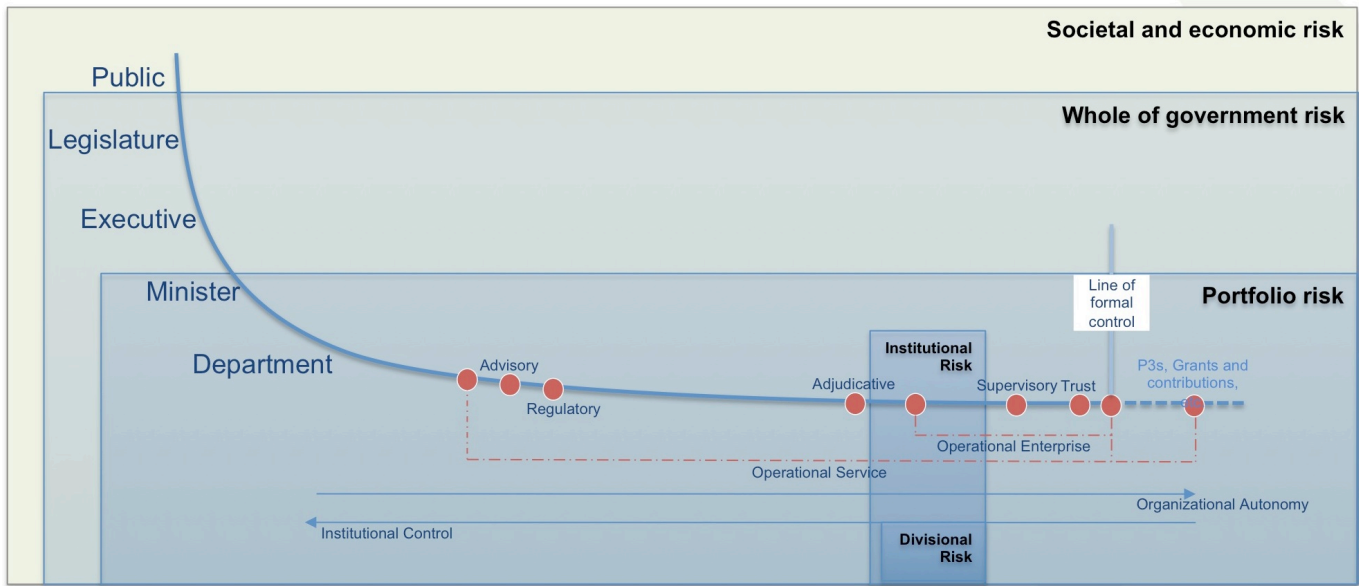 Societal and economic risk
Public
Whole of government risk
Legislature
Executive
Minister
Line of
formal
control
Portfolio risk
Department
Advisory
Regulatory
Adjudicative
Institutional
Risk
Supervisory Trust
P3s, Grants and
contributions,
Operational Enterprise
Operational Service
Organizational Autonomy
Institutional Control
Divisional
Risk